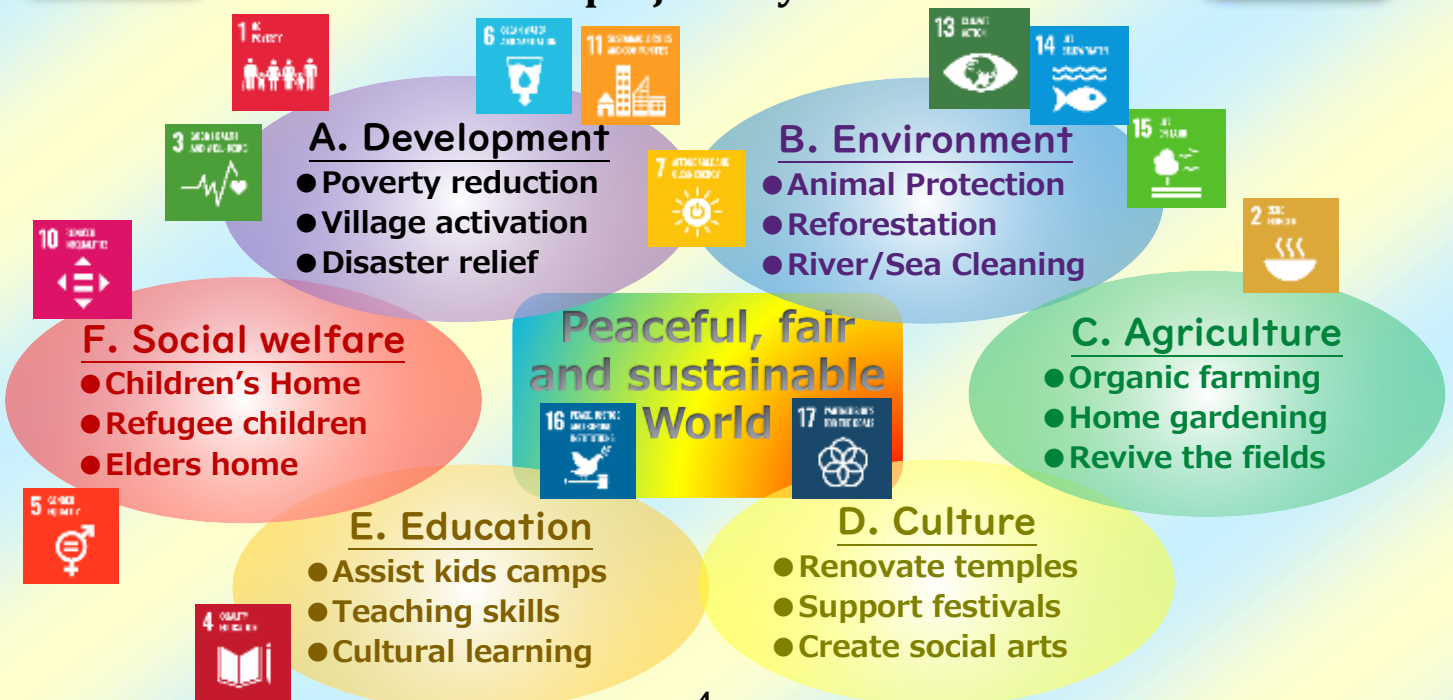 1
6
11
13
14
3
A. Development
●Poverty reduction
●Village activation
●Disaster relief
7
B. Environment
●Animal Protection
●Reforestation
●River/Sea Cleaning
15
2
10
F. Social welfare
●Children’s Home
●Refugee children
●Elders home
Peaceful, fair
and sustainable
World
16
17
C. Agriculture
●Organic farming
●Home gardening
●Revive the fields
5
E. Education
●Assist kids camps
●Teaching skills
●Cultural learning
4
D. Culture
●Renovate temples
●Support festivals
●Create social arts